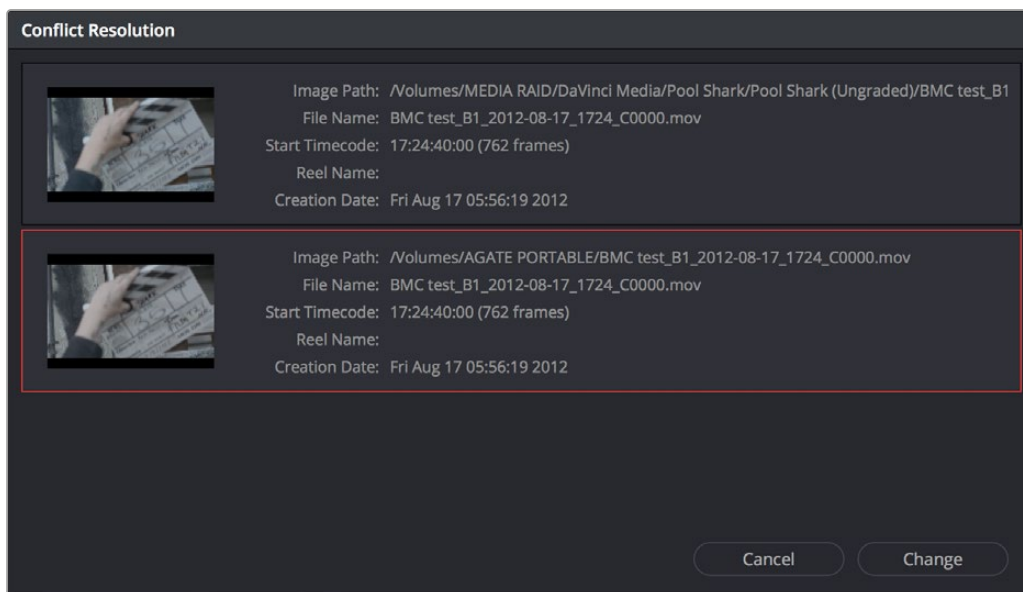 Conflict Resolution
Image Path: /Volumes/MEDIA RAID/DaVinci Media/Pool Shark/Pool Shark (Ungraded)/BMC test_B1
File Name: BMC test_B1_2012-08-17_1724_C0000.mov
Start Timecode: 17:24:40:00 (762 frames)
Reel Name:
Creation Date: Fri Aug 17 05:56:19 2012
Image Path: /Volumes/AGATE PORTABLE/BMC test_B1_2012-08-17_1724_C0000.mov
File Name: BMC test_B1_2012-08-17_1724_C0000.mov
Start Timecode: 17:24:40:00 (762 frames)
Reel Name:
Creation Date: Fri Aug 17 05:56:19 2012
Cancel Change